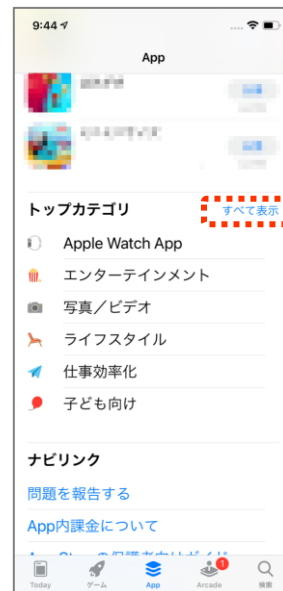 9:44
App
トップカテゴリ
すべて表示
Apple Watch App
エンターテインメント
写真／ビデオ
ライフスタイル
仕事効率化
子ども向け
ナビリンク
問題を報告する
App内課金について
1
Today
ゲーム
App
Arcade
検索